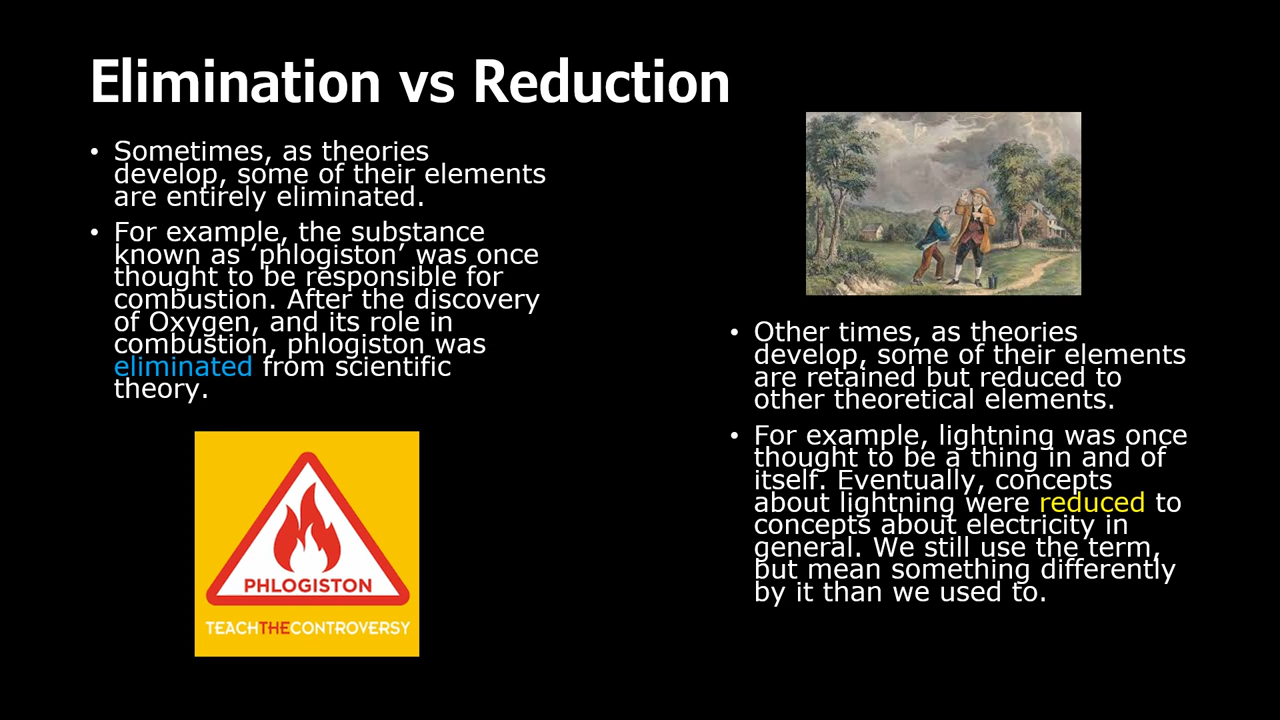 Elimination vs Reduction
• Sometimes, as theories
develop, some of their elements
are entirely eliminated.
• For example, the substance
known as ‘phlogiston’ was once
thought to be responsible for
combustion. After the discovery
of Oxygen, and its role in
combustion, phlogiston was
eliminated from scientific
theory.
PHLOGISTON
TEACHTHECONTROVERSY
• Other times, as theories
develop, some of their elements
are retained but reduced to
other theoretical elements.
• For example, lightning was once
thought to be a thing in and of
itself. Eventually, concepts
about lightning were reduced to
concepts about electricity in
general. We still use the term,
but mean something differently
by it than we used to.